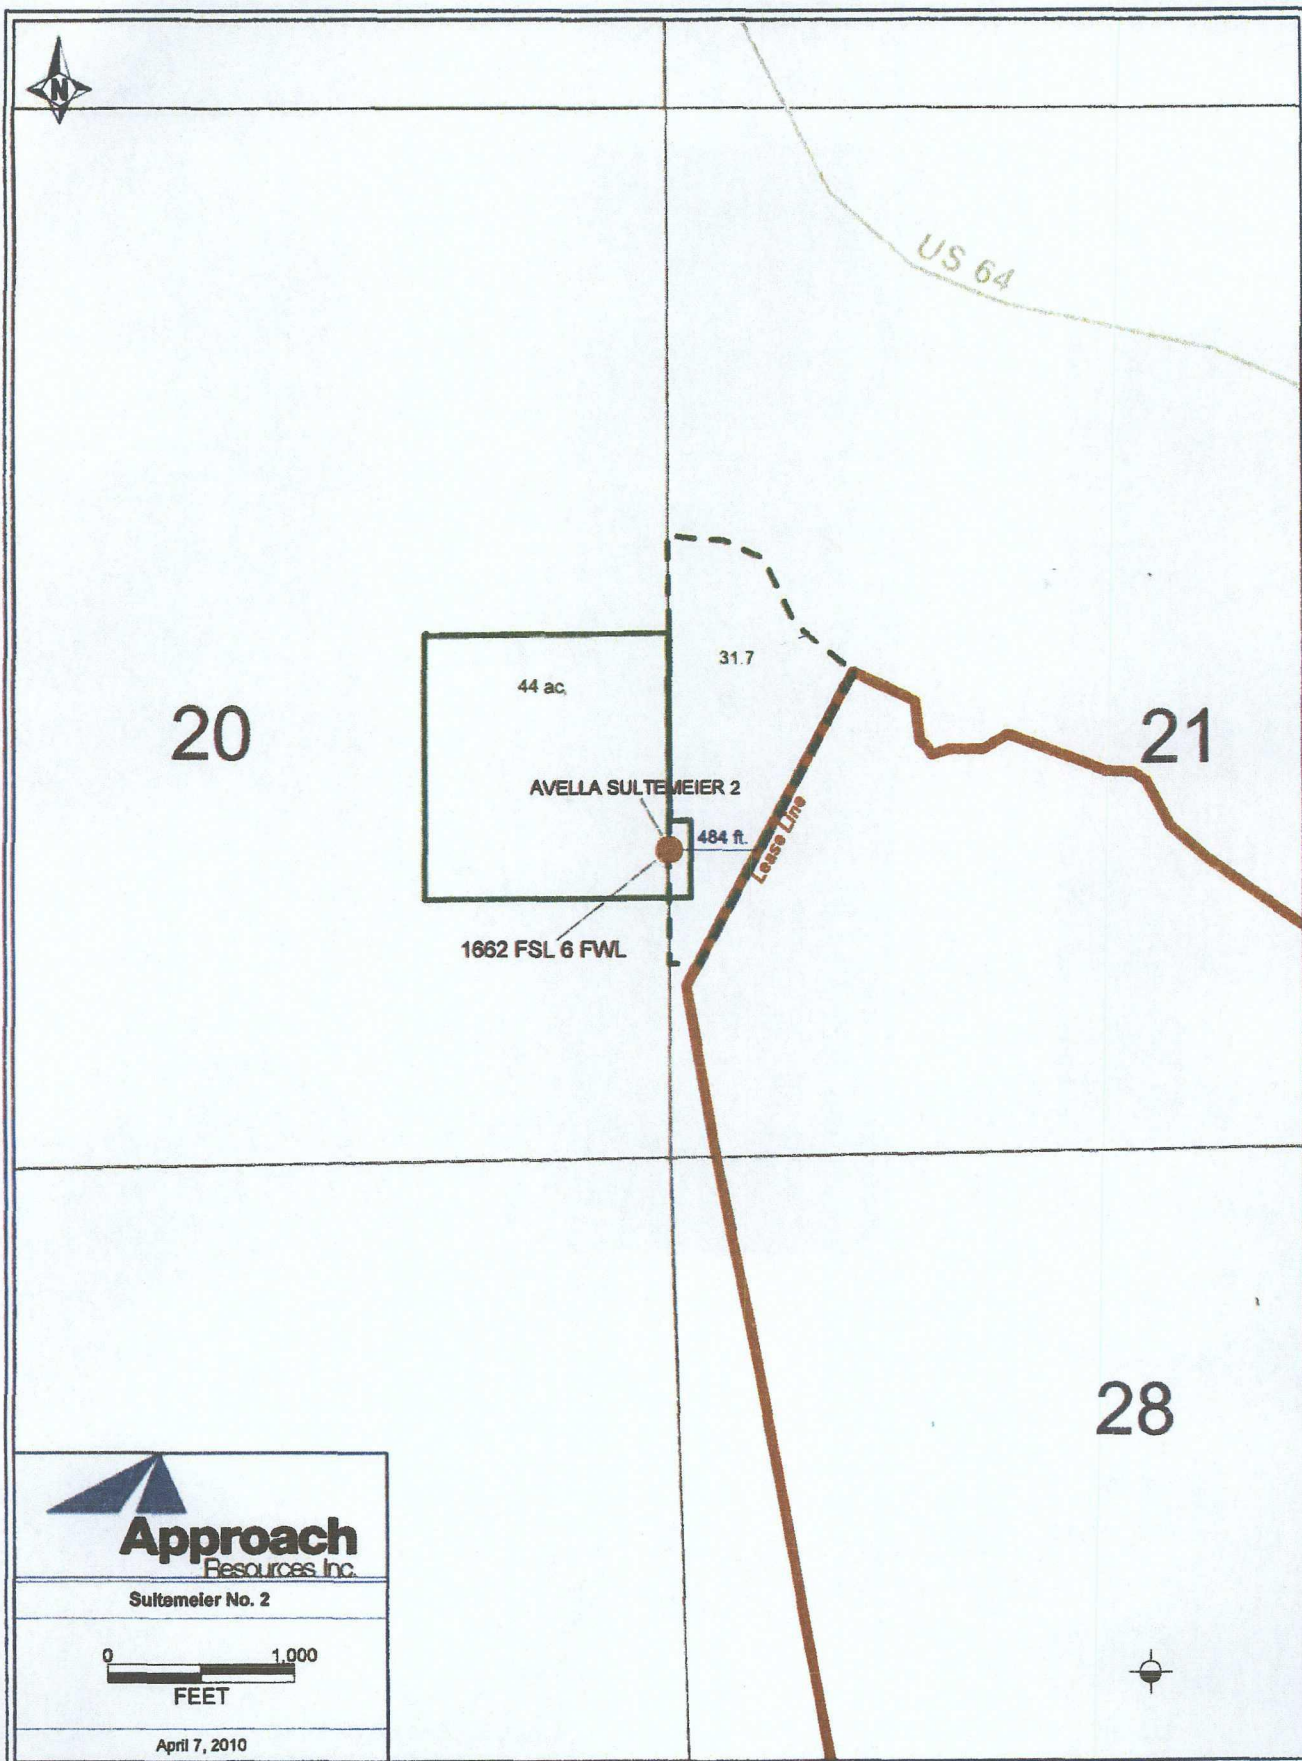 N
US 64
31.7
44 ac.
20
21
AVELLA SULTEMEIER 2
484 ft.
Lease Line
1662 FSL 6 FWL
28
Approach
Resources Inc.
Sultemeier No. 2
0 1,000
FEET
April 7, 2010